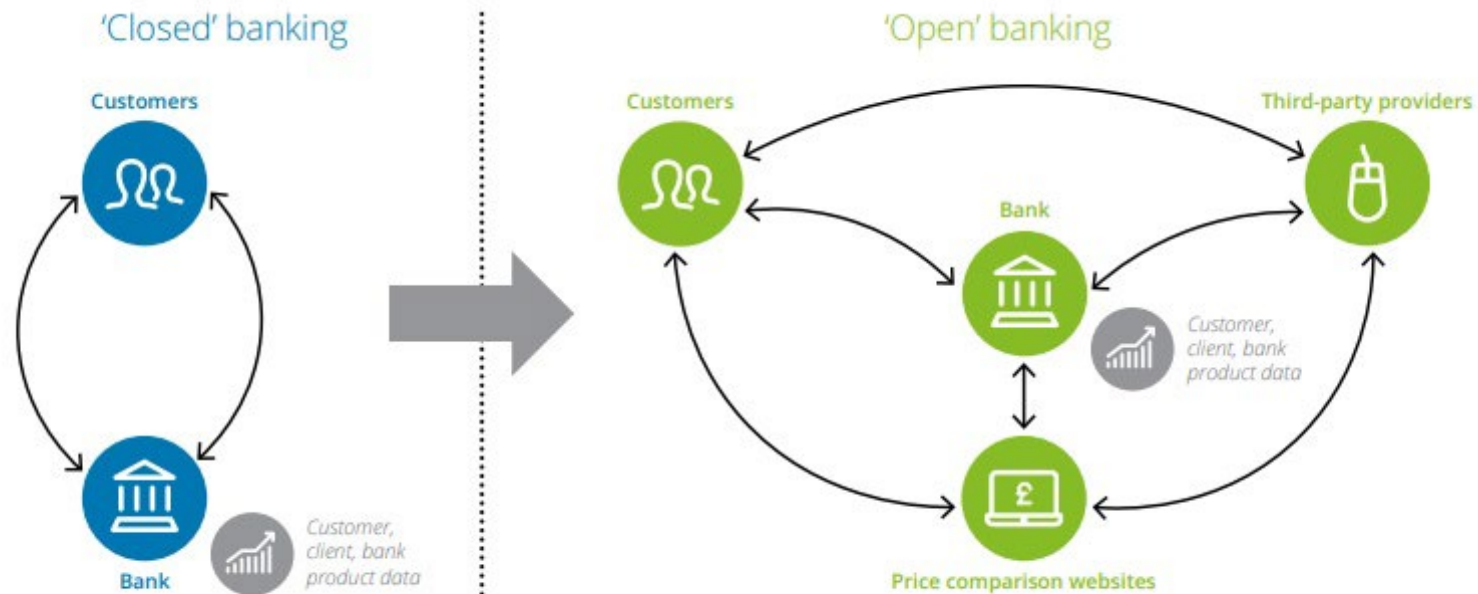 ‘Closed’ banking
Customers
Bank
Customer,
client, bank
product data
‘Open’ banking
Customers
Third-party providers
Bank
Customer,
client, bank
product data
£
Price comparison websites